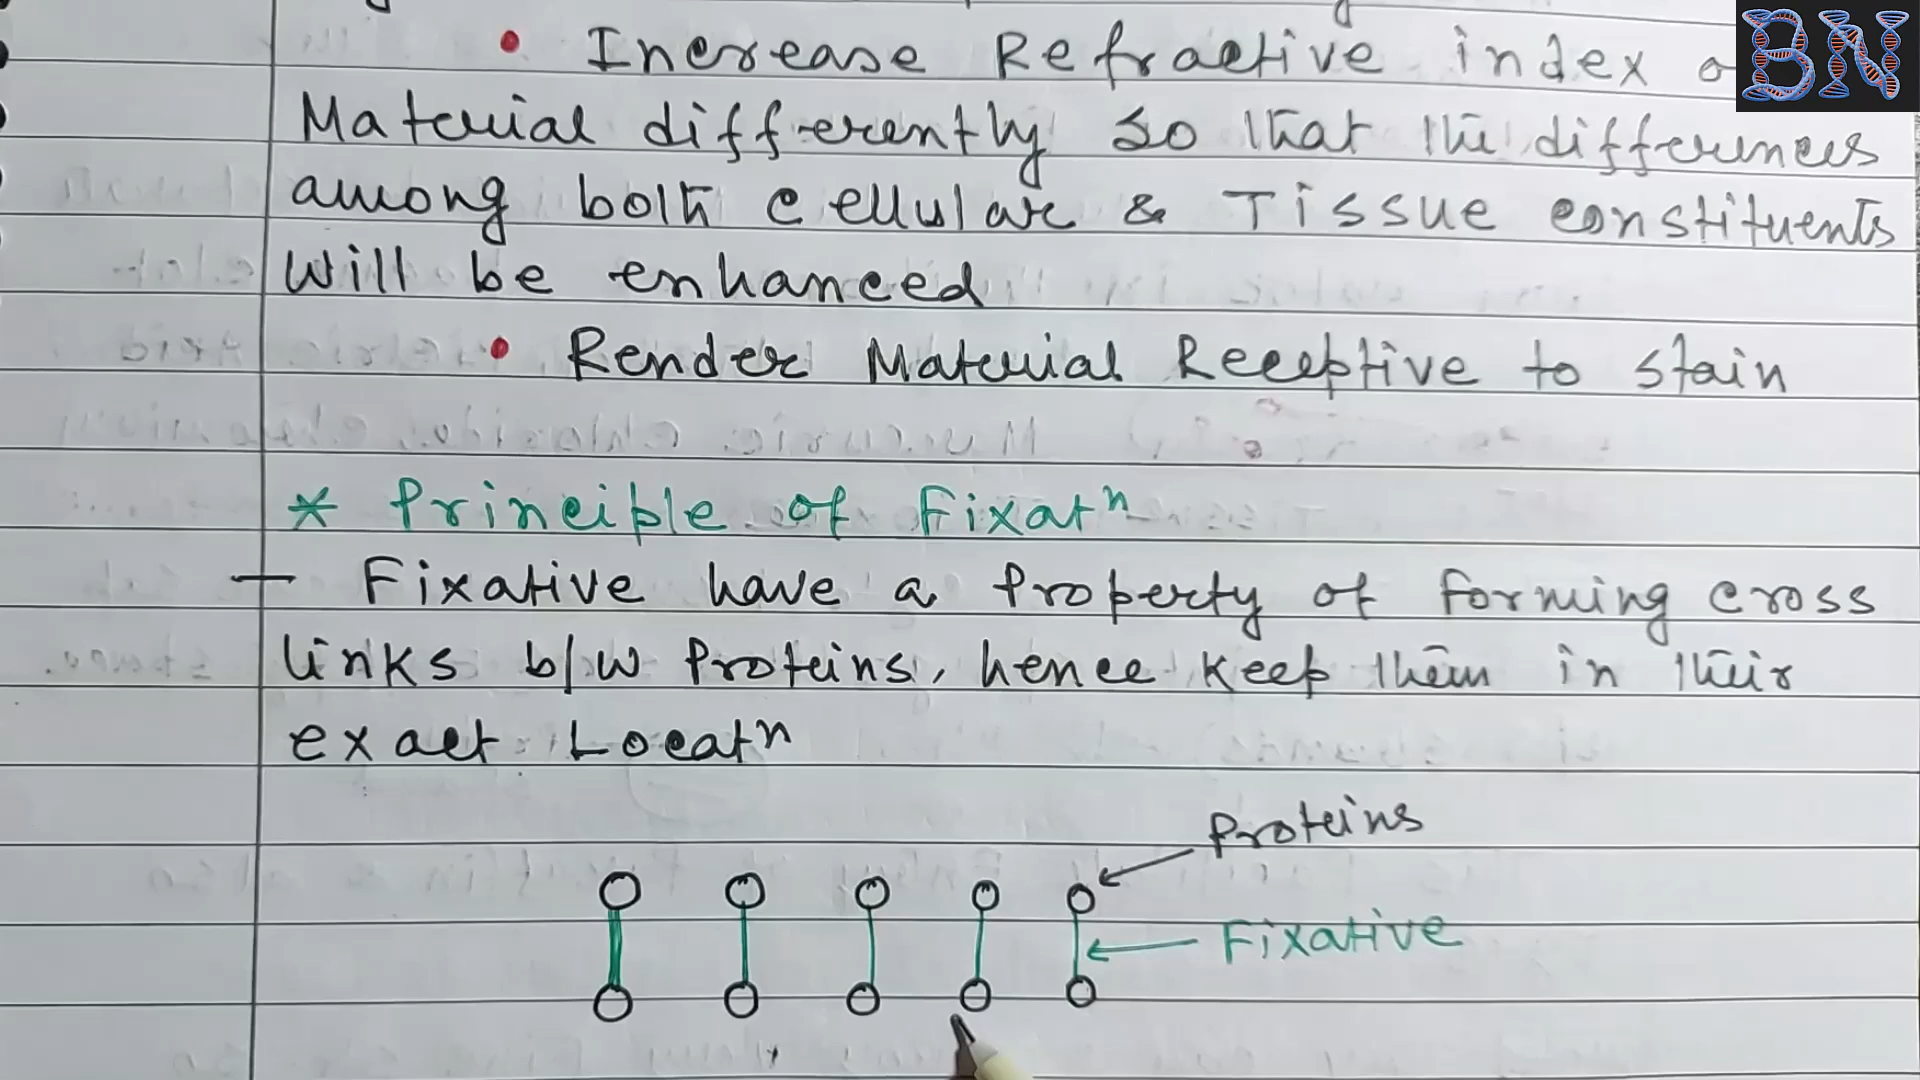 • Increase Refractive index
Material differently so that the differences
among both cellular & Tissue constituents
will be enhanced
• Render Material Receptive to stain
* Principle of Fixatⁿ
— Fixative have a Property of forming cross
links b/w Proteins, hence keep them in their
exact Locatⁿ
Proteins
Fixative
BN